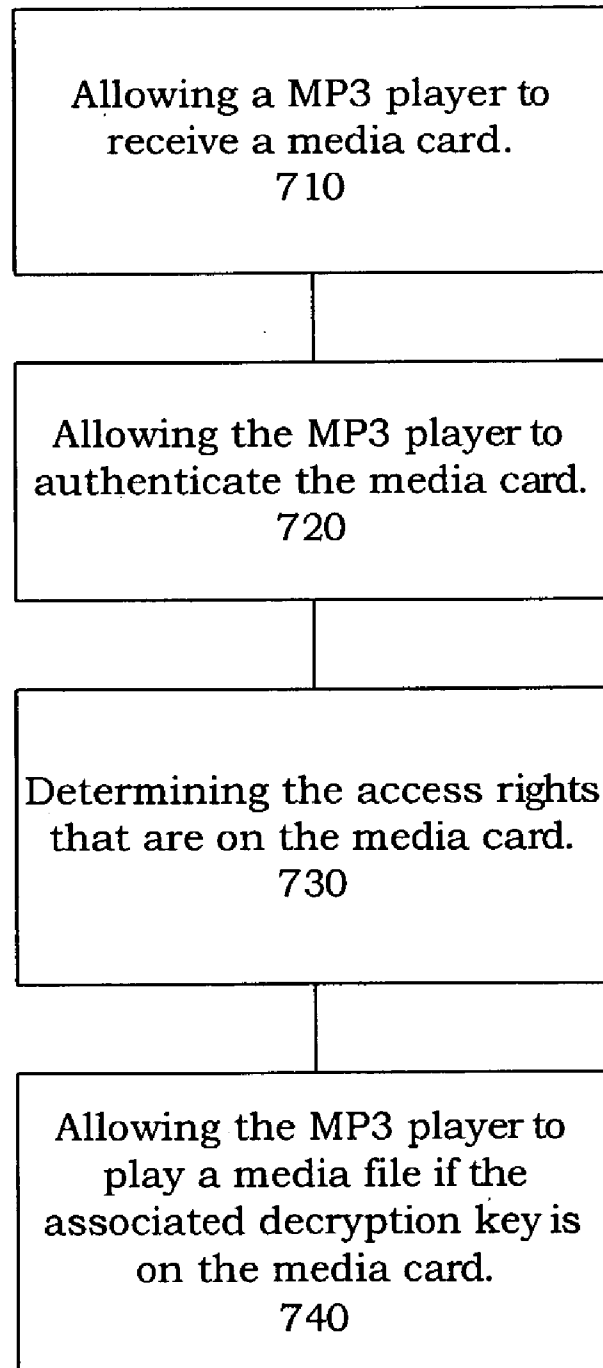 Allowing a MP3 player to
receive a media card.
710
Allowing the MP3 player to
authenticate the media card.
720
Determining the access rights
that are on the media card.
730
Allowing the MP3 player to
play a media file if the
associated decryption key is
on the media card.
740